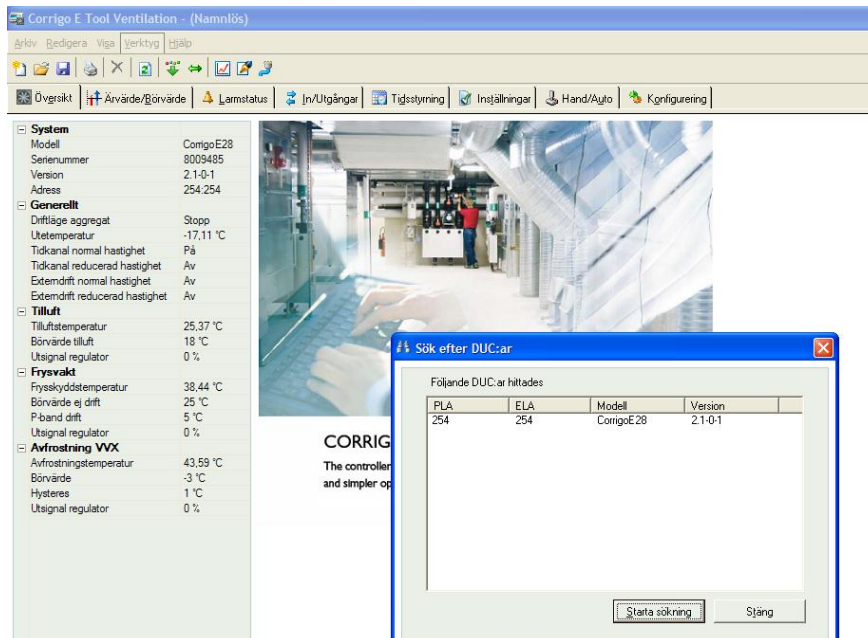 Corrigo E Tool Ventilation - (Namnlös)
Arkiv Redigera Visa Verktyg Hjälp
Översikt Ärvärde/Börvärde Larmstatus In/Utgångar Tidsstyrning Inställningar Hand/Auto Konfigurering
System
Modell CorrigoE28
Serienummer 8009485
Version 2.1-0-1
Adress 254:254
Generellt
Driftläge aggregat Stopp
Utetemperatur -17,11 °C
Tidkanal normal hastighet På
Tidkanal reducerad hastighet Av
Externdrift normal hastighet Av
Externdrift reducerad hastighet Av
Tilluft
Tilluftstemperatur 25,37 °C
Börvärde tilluft 18 °C
Utsignal regulator 0 %
Frysvakt
Frysskyddstemperatur 38,44 °C
Börvärde ej drift 25 °C
P-band drift 5 °C
Utsignal regulator 0 %
Avfrostning VVX
Avfrostningstemperatur 43,59 °C
Börvärde -3 °C
Hysteres 1 °C
Utsignal regulator 0 %
CORRIG
The controller
and simpler op
Sök efter DUC:ar
Följande DUC:ar hittades
PLA ELA Modell Version
254 254 CorrigoE28 2.1-0-1
Starta sökning Stäng